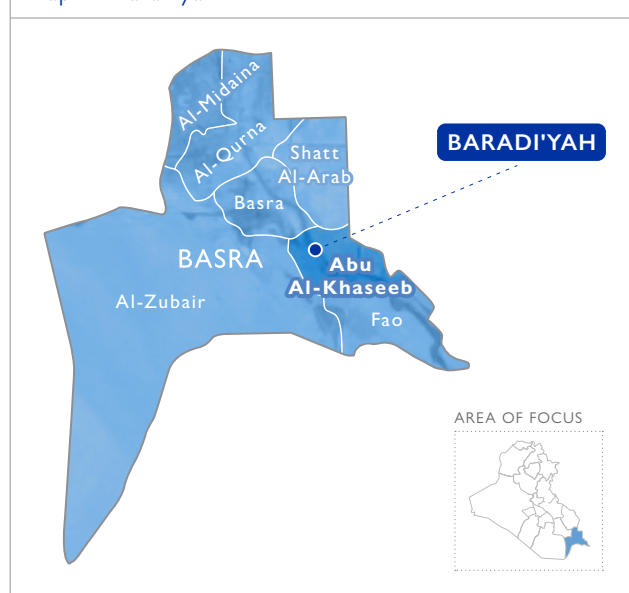 Al-Midaina
Al-Qurna
Shatt
Al-Arab
Basra
BARADI'YAH
BASRA
Abu
Al-Khaseeb
Al-Zubair
Fao
AREA OF FOCUS